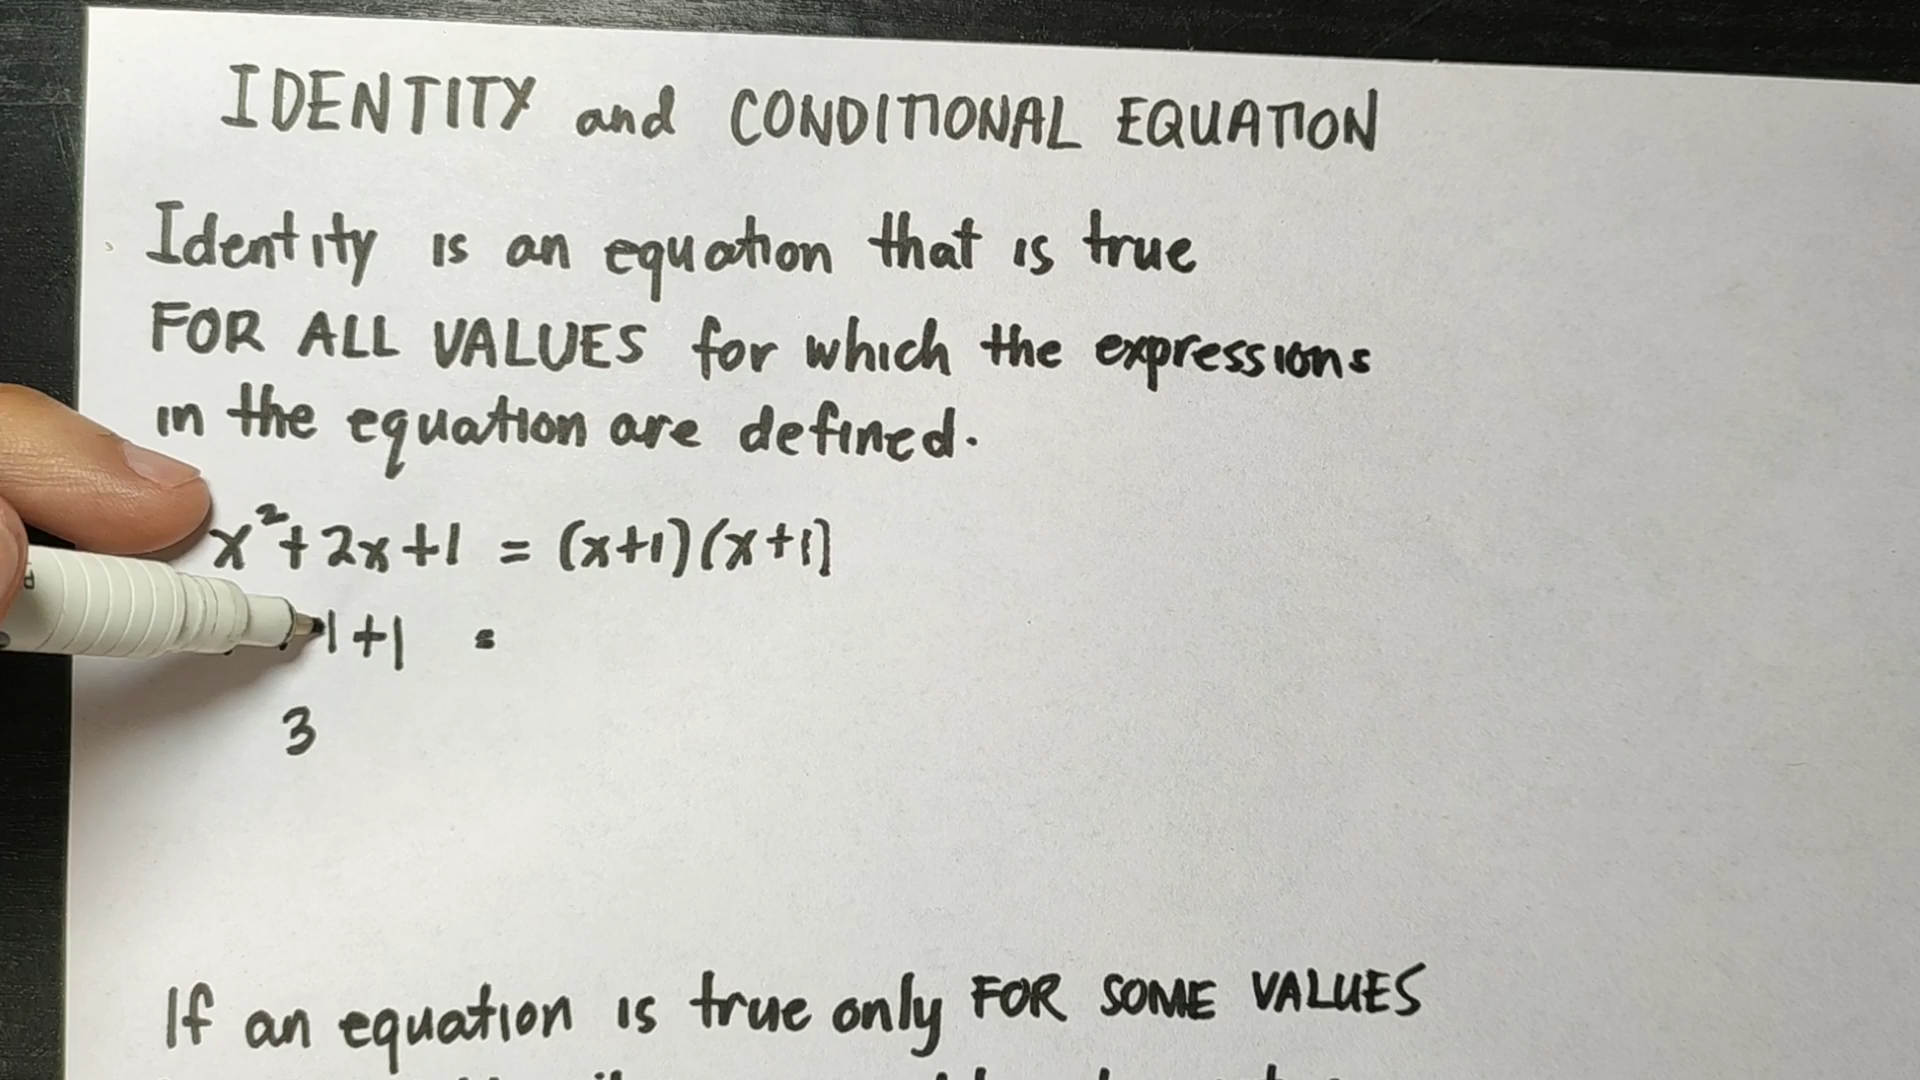 IDENTITY and CONDITIONAL EQUATION
Identity is an equation that is true
FOR ALL VALUES for which the expressions
in the equation are defined.
x²+2x+1 = (x+1)(x+1)
1+1 =
3
If an equation is true only FOR SOME VALUES